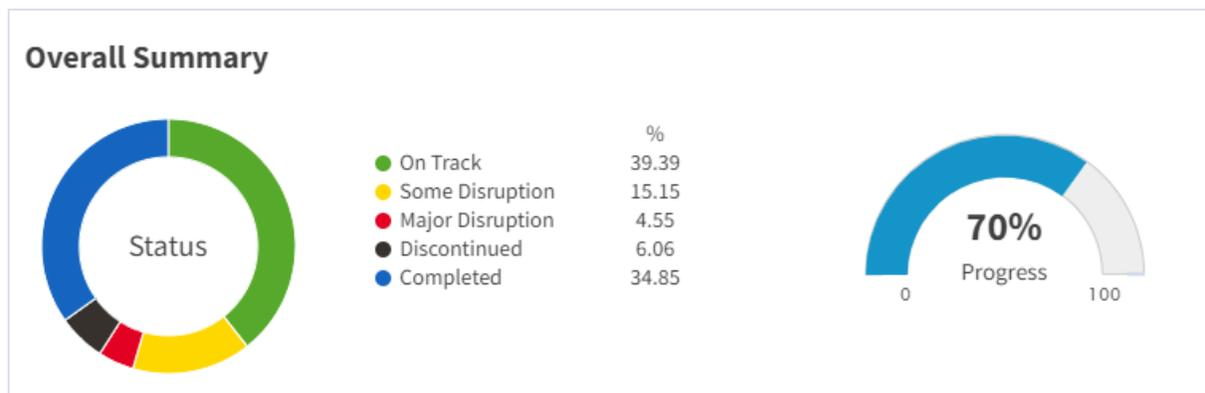 Overall Summary
Status
%
On Track 39.39
Some Disruption 15.15
Major Disruption 4.55
Discontinued 6.06
Completed 34.85
70%
Progress
0 100